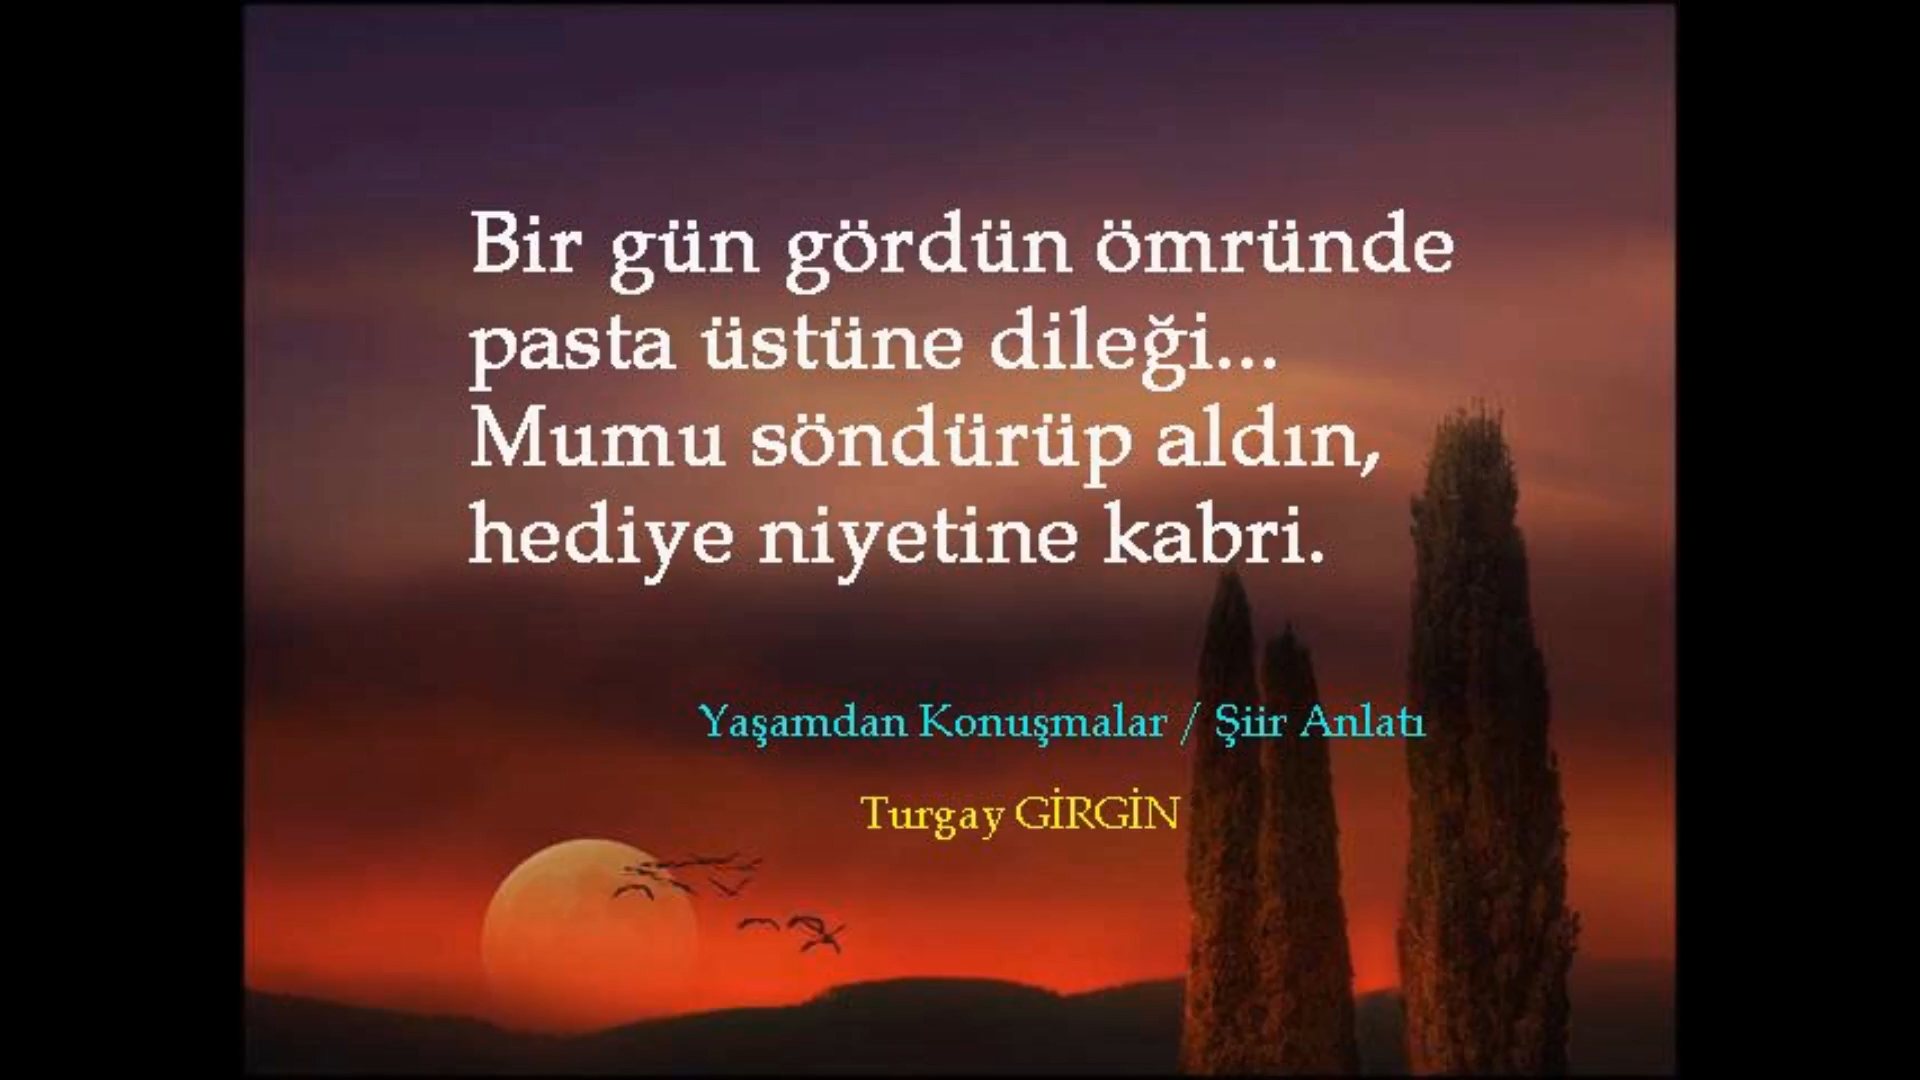 Bir gün gördün ömründe
pasta üstüne dileği...
Mumu söndürüp aldın,
hediye niyetine kabri.
Yaşamdan Konuşmalar / Şiir Anlatı
Turgay GİRGİN